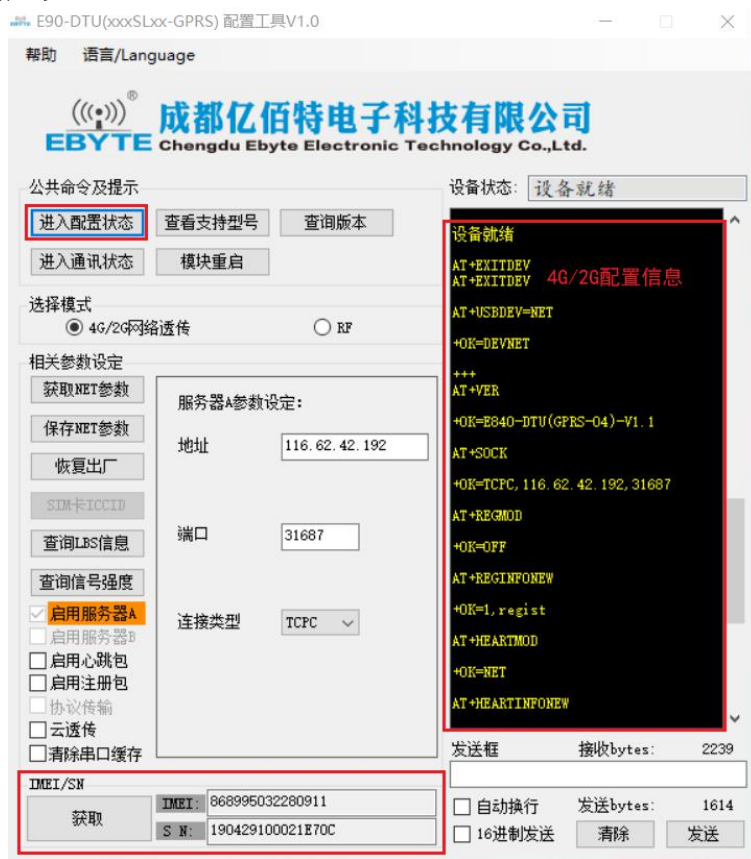 E90-DTU(xxxSLxx-GPRS) 配置工具V1.0
帮助 语言/Language
EBYTE
®
成都亿佰特电子科技有限公司
Chengdu Ebyte Electronic Technology Co.,Ltd.
公共命令及提示
进入配置状态 查看支持型号 查询版本
进入通讯状态 模块重启
选择模式
4G/2G网络透传 RF
相关参数设定
获取NET参数
保存NET参数
恢复出厂
SIM卡ICCID
查询LBS信息
查询信号强度
启用服务器A
启用服务器B
启用心跳包
启用注册包
协议传输
云透传
清除串口缓存
服务器A参数设定:
地址 116.62.42.192
端口 31687
连接类型 TCPC
IMEI/SN
获取
IMEI: 868995032280911
S N: 190429100021E70C
设备状态: 设备就绪
设备就绪
AT+EXITDEV
AT+EXITDEV
4G/2G配置信息
AT+USBDEV=NET
+OK=DEVNET
+++
AT+VER
+OK=E840-DTU(GPRS-04)-V1.1
AT+SOCK
+OK=TCPC,116.62.42.192,31687
AT+REGMOD
+OK=OFF
AT+REGINFONEW
+OK=1,regist
AT+HEARTMOD
+OK=NET
AT+HEARTINFONEW
发送框 接收bytes: 2239
自动换行 发送bytes: 1614
16进制发送 清除 发送